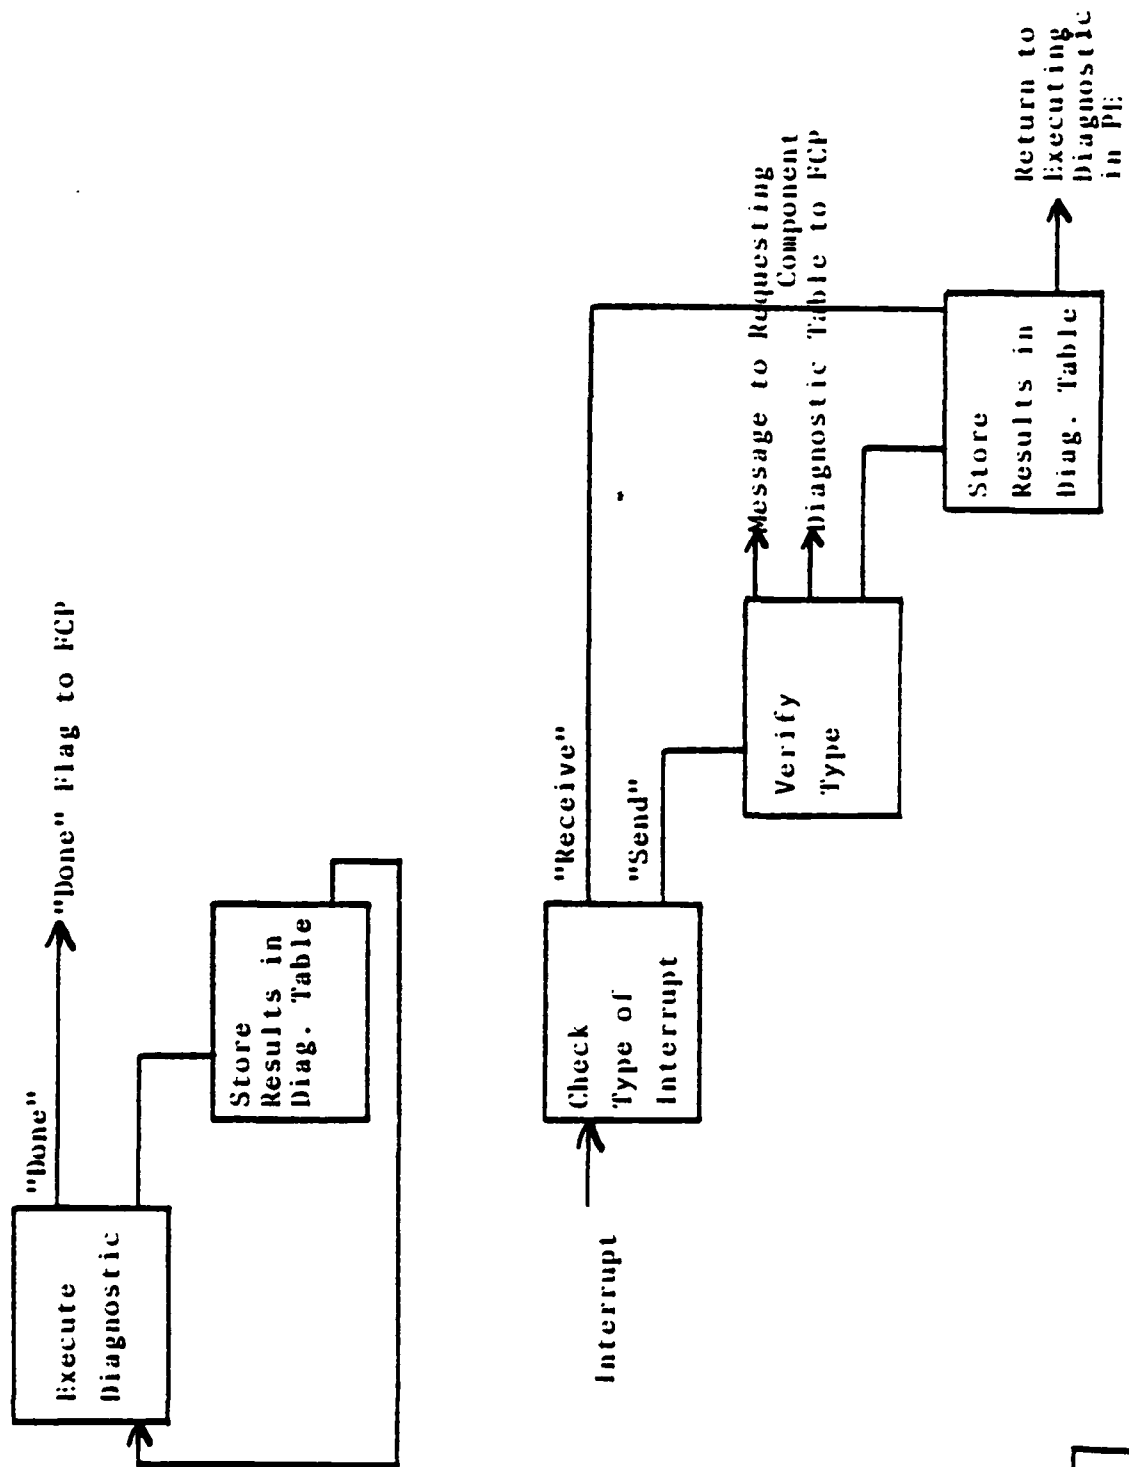 "Done"
"Done" Flag to FCP
Execute
Diagnostic
Store
Results in
Diag. Table
Interrupt
Check
Type of
Interrupt
"Receive"
"Send"
Verify
Type
Message to Requesting
Component
Diagnostic Table to FCP
Store
Results in
Diag. Table
Return to
Executing
Diagnostic
in PE